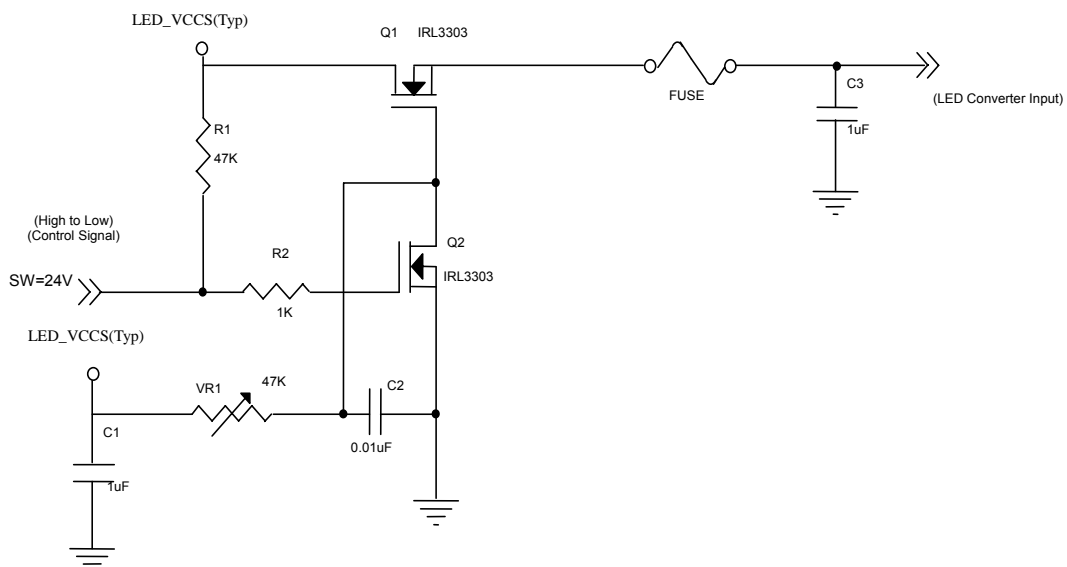 LED_VCCS(Typ)
Q1 IRL3303
R1
47K
FUSE
C3
1uF
(LED Converter Input)
(High to Low)
(Control Signal)
SW=24V
R2
1K
Q2
IRL3303
LED_VCCS(Typ)
VR1
47K
C2
0.01uF
C1
1uF